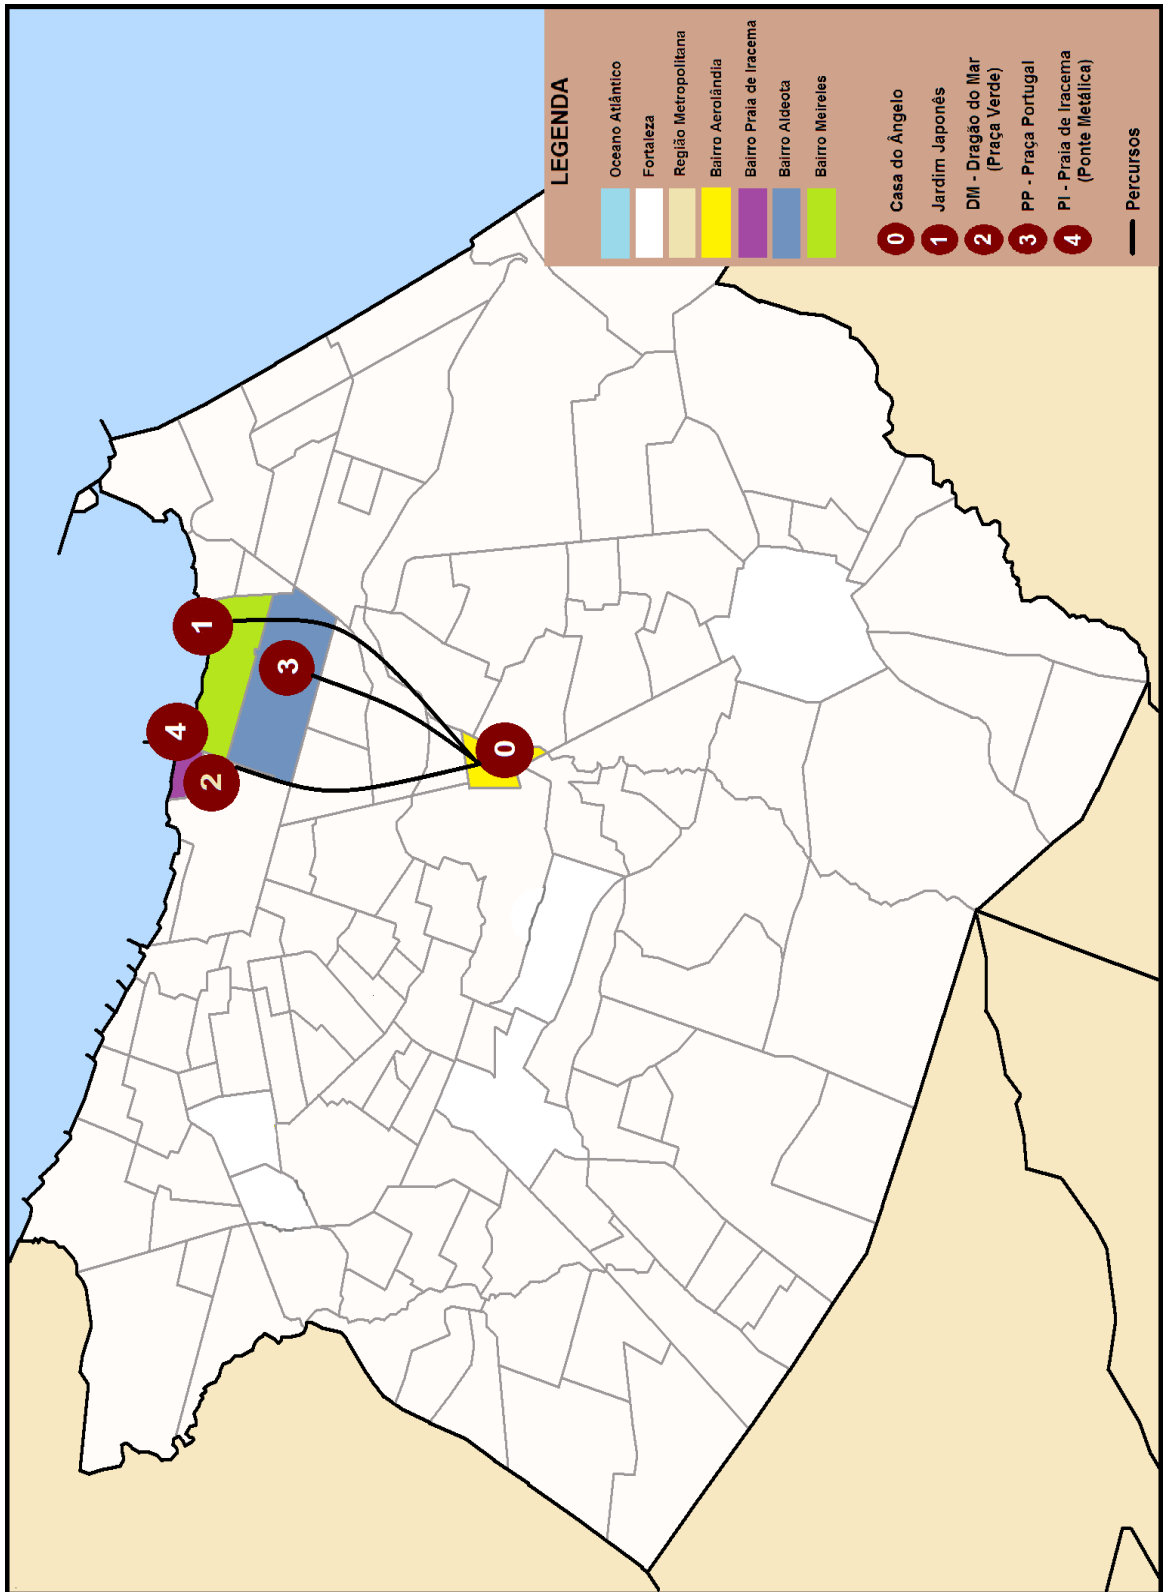 LEGENDA
Oceano Atlântico
Fortaleza
Região Metropolitana
Bairro Aerolândia
Bairro Praia de Iracema
Bairro Aldeota
Bairro Meireles
0 Casa do Ângelo
1 Jardim Japonês
2 DM - Dragão do Mar
(Praça Verde)
3 PP - Praça Portugal
4 PI - Praia de Iracema
(Ponte Metálica)
Percursos
1
3
4
2
0